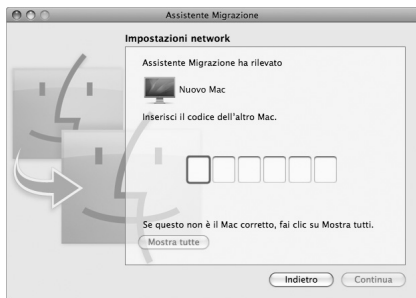 Assistente Migrazione
Impostazioni network
Assistente Migrazione ha rilevato
Nuovo Mac
Inserisci il codice dell'altro Mac.
Se questo non è il Mac corretto, fai clic su Mostra tutti.
Mostra tutte
Indietro
Continua